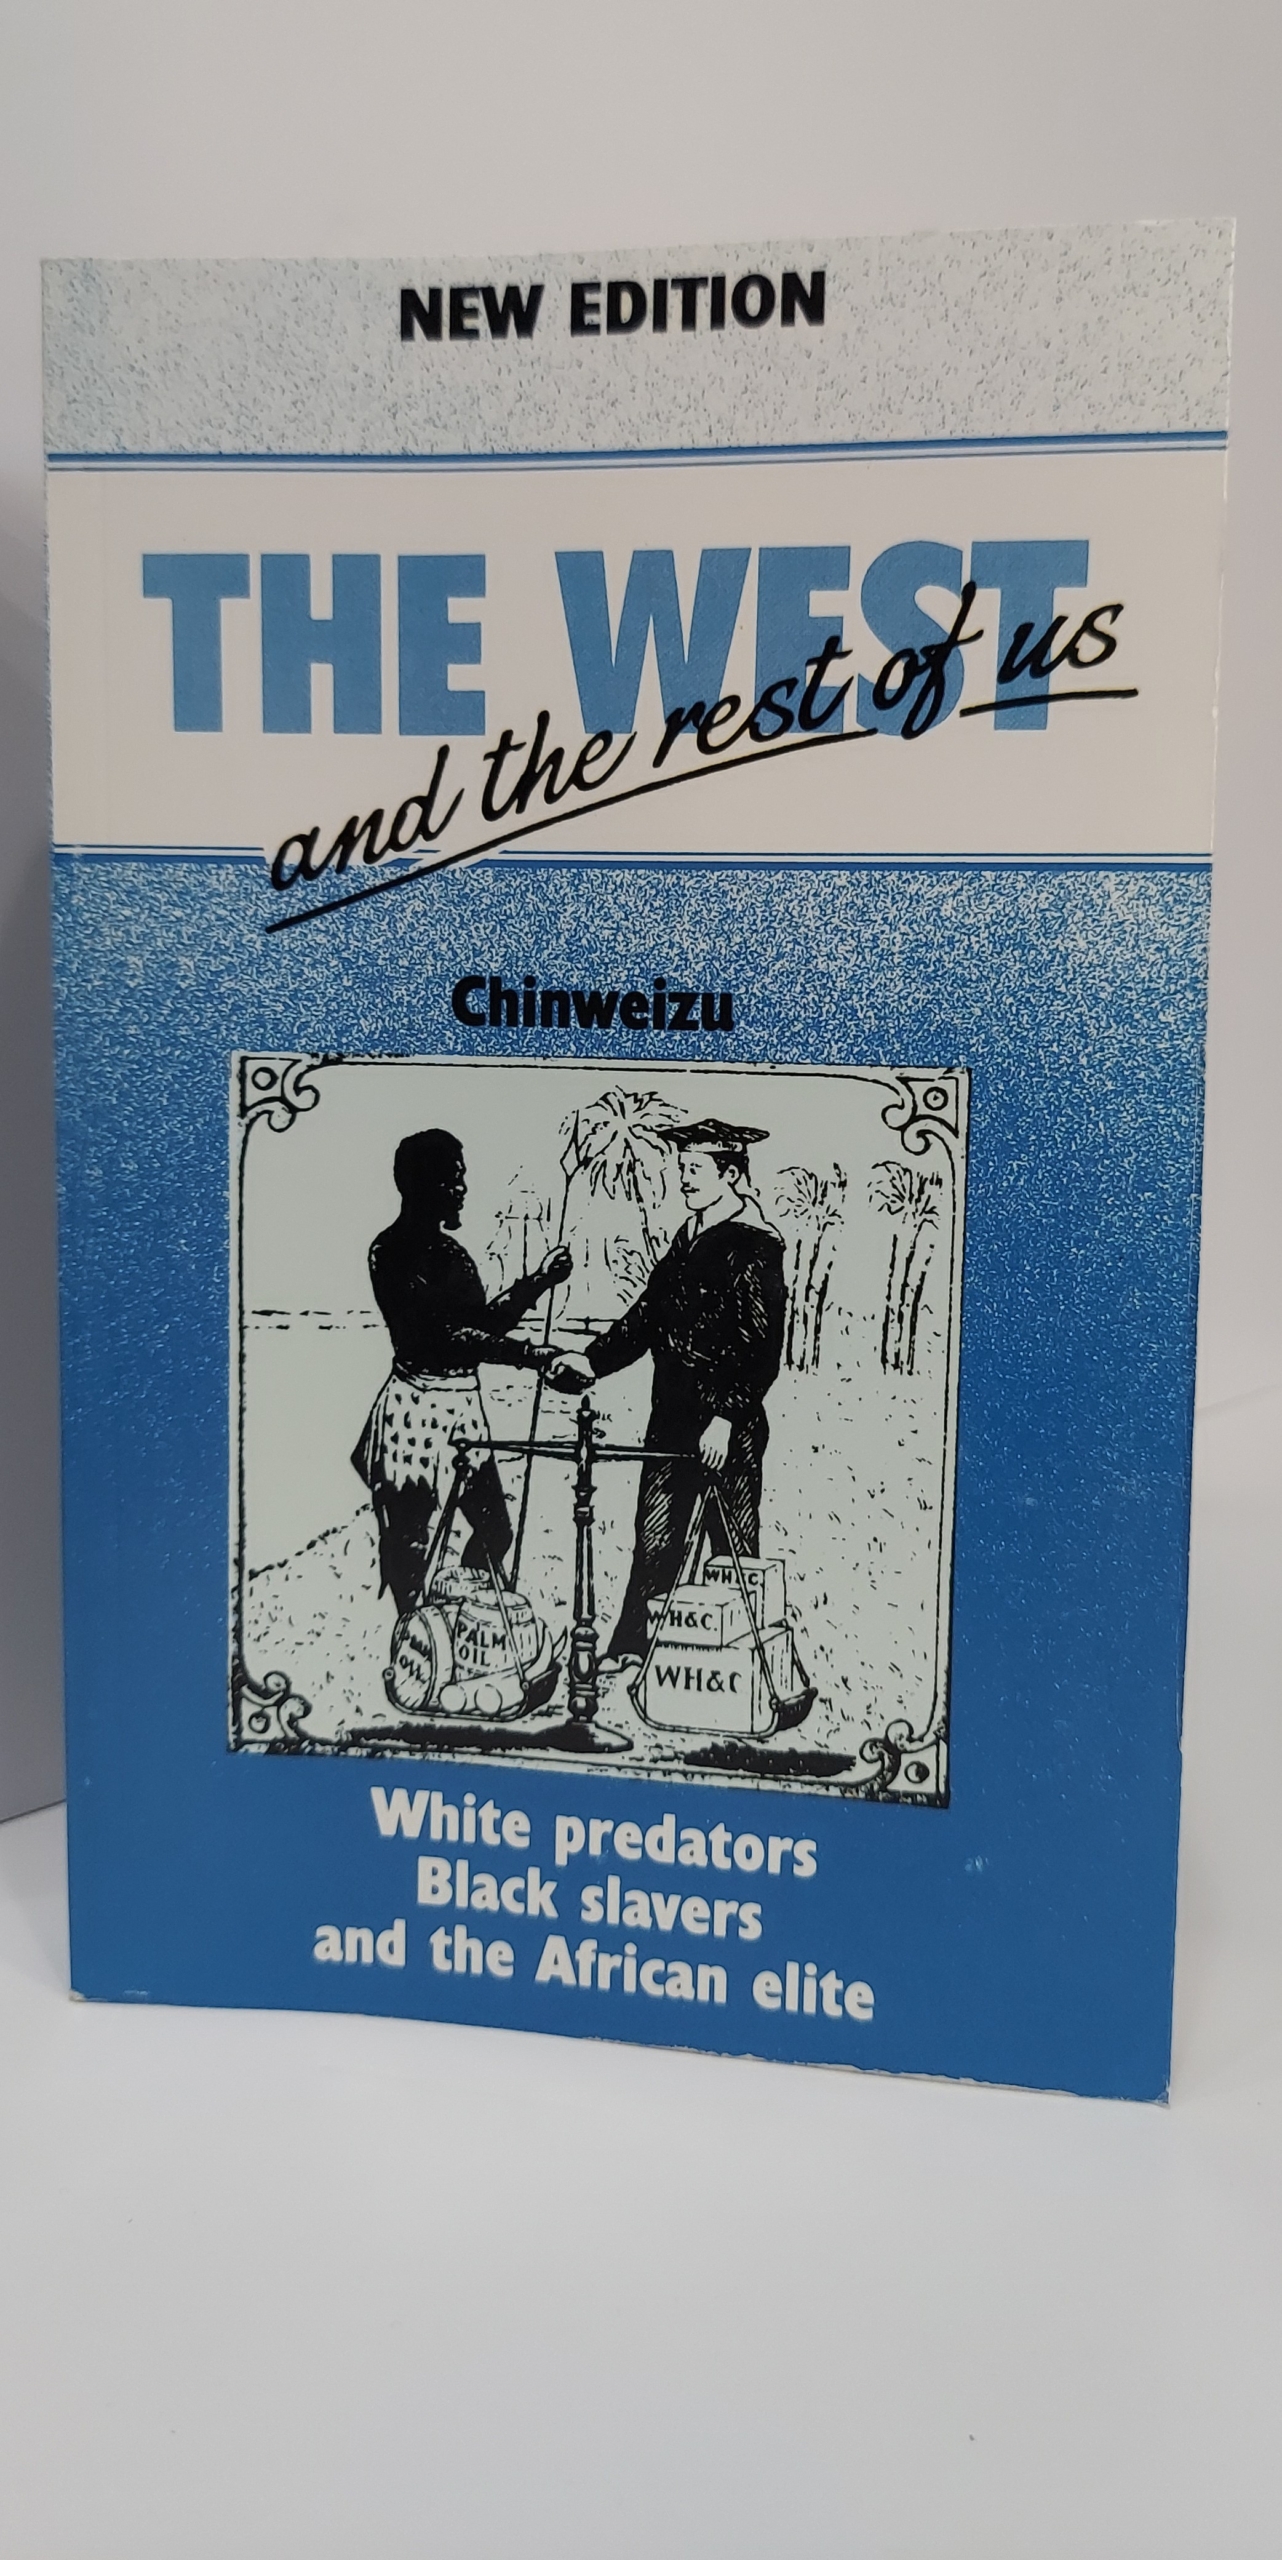 NEW EDITION
THE WEST
and the rest of us
Chinweizu
PALM
OIL
OIL
WH&C.
WH&C.
WH&C
White predators
Black slavers
and the African elite